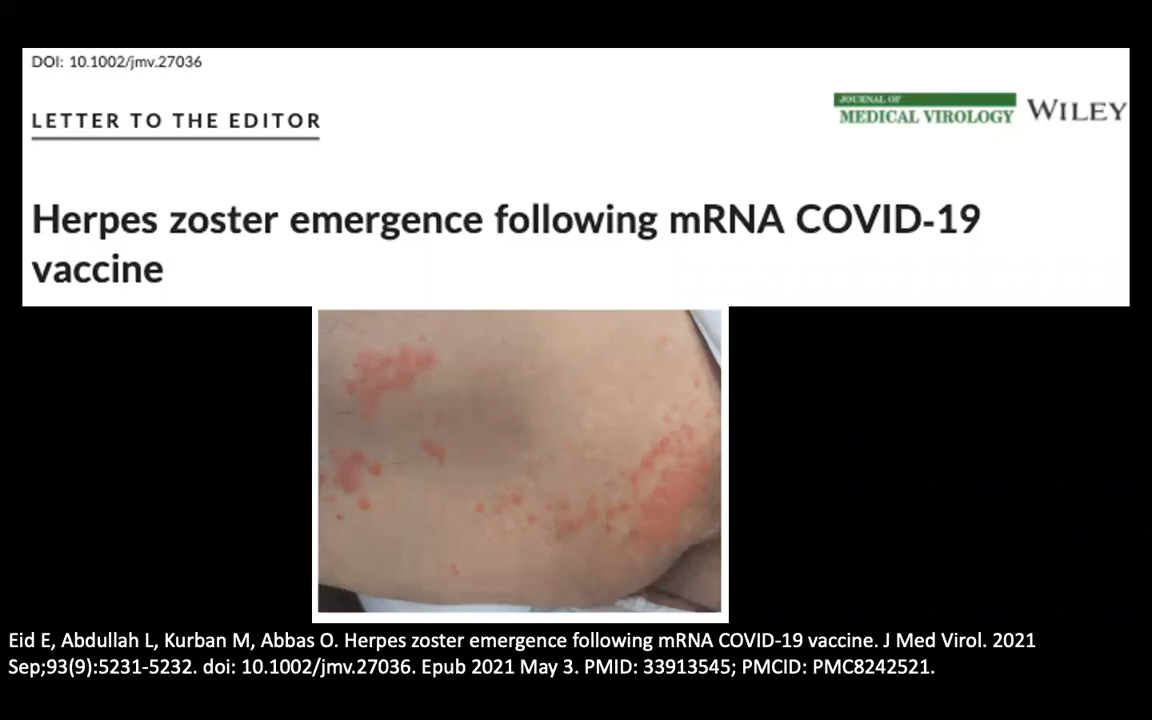 DOI: 10.1002/jmv.27036
LETTER TO THE EDITOR
JOURNAL OF
MEDICAL VIROLOGY
WILEY
Herpes zoster emergence following mRNA COVID-19
vaccine
Eid E, Abdullah L, Kurban M, Abbas O. Herpes zoster emergence following mRNA COVID-19 vaccine. J Med Virol. 2021
Sep;93(9):5231-5232. doi: 10.1002/jmv.27036. Epub 2021 May 3. PMID: 33913545; PMCID: PMC8242521.